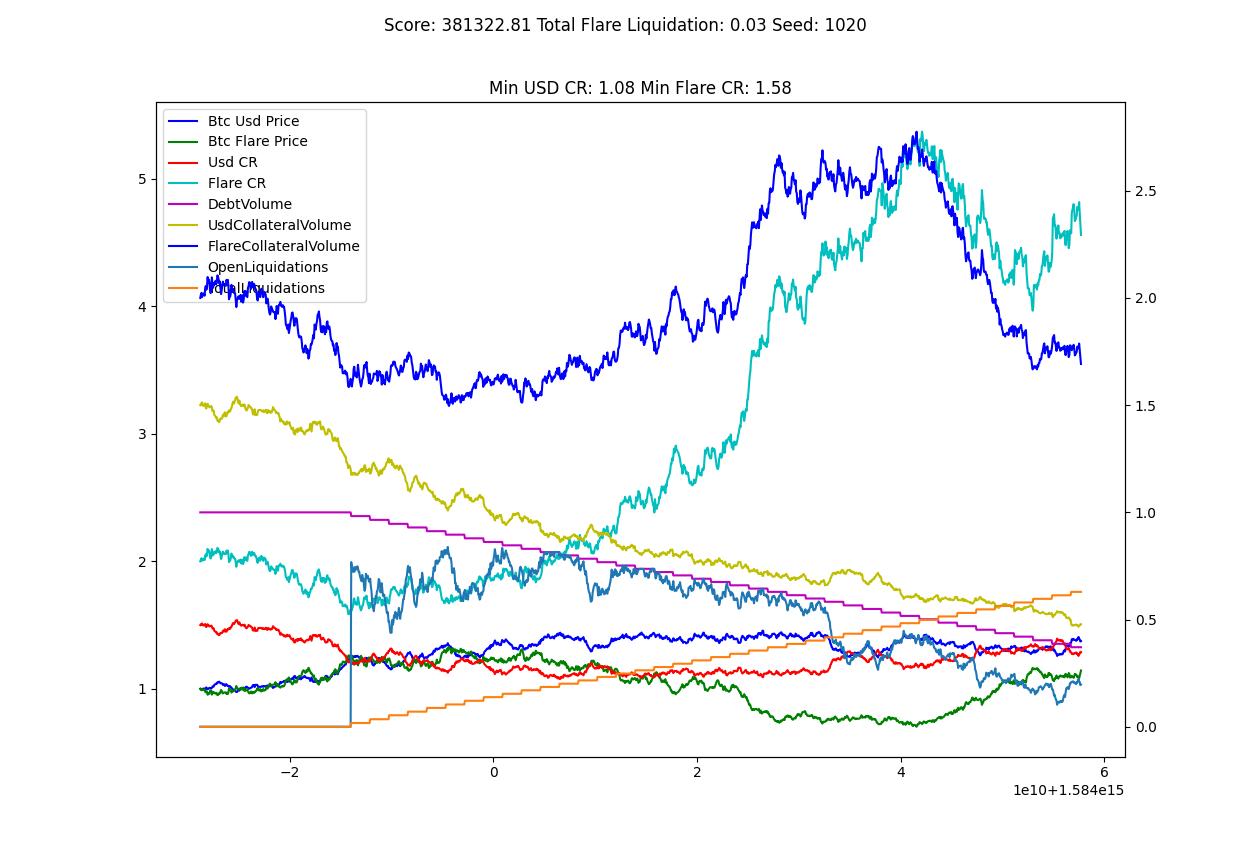 Score: 381322.81 Total Flare Liquidation: 0.03 Seed: 1020
Min USD CR: 1.08 Min Flare CR: 1.58
Btc Usd Price
Btc Flare Price
Usd CR
Flare CR
DebtVolume
UsdCollateralVolume
FlareCollateralVolume
OpenLiquidations
TotalLiquidations
5
4
3
2
1
2.5
2.0
1.5
1.0
0.5
0.0
−2
0
2
4
6
1e10+1.584e15